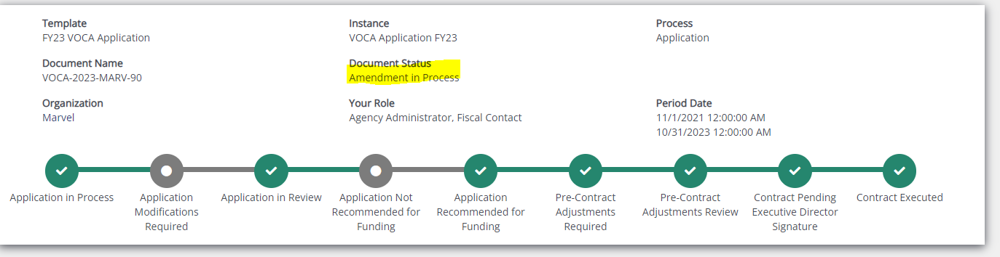 Template
FY23 VOCA Application
Instance
VOCA Application FY23
Process
Application
Document Name
VOCA-2023-MARV-90
Document Status
Amendment in Process
Organization
Marvel
Your Role
Agency Administrator, Fiscal Contact
Period Date
11/1/2021 12:00:00 AM
10/31/2023 12:00:00 AM
Application in Process
Application
Modifications
Required
Application in Review
Application Not
Recommended for
Funding
Application
Recommended for
Funding
Pre-Contract
Adjustments
Required
Pre-Contract
Adjustments Review
Contract Pending
Executive Director
Signature
Contract Executed